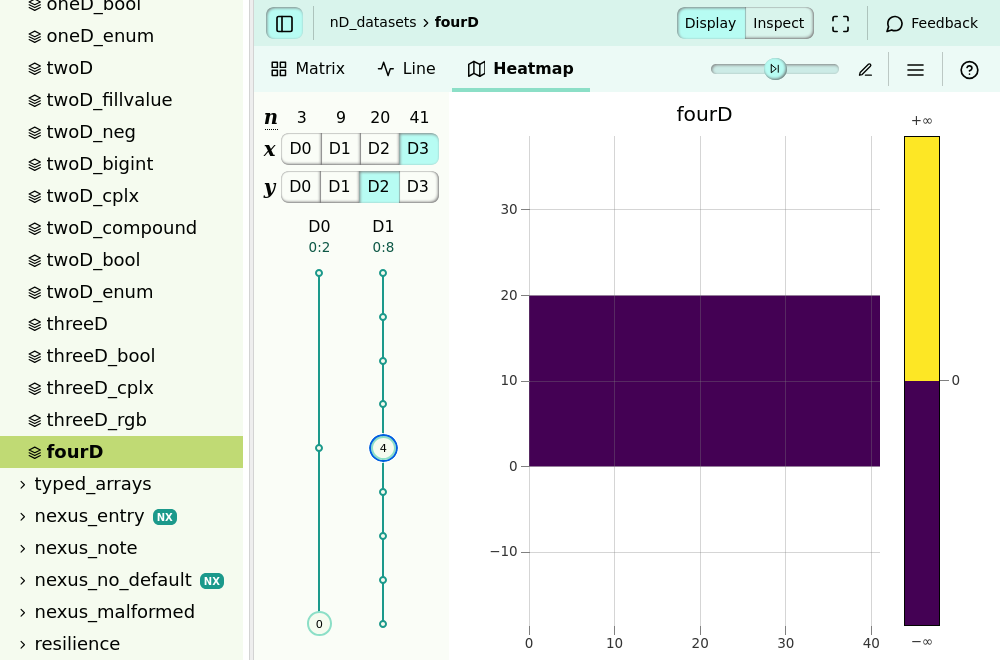 oneD_bool
oneD_enum
twoD
twoD_fillvalue
twoD_neg
twoD_bigint
twoD_cplx
twoD_compound
twoD_bool
twoD_enum
threeD
threeD_bool
threeD_cplx
threeD_rgb
fourD
typed_arrays
nexus_entry NX
nexus_note
nexus_no_default NX
nexus_malformed
resilience
nD_datasets › fourD
Display Inspect
Feedback
Matrix Line Heatmap
n 3 9 20 41
x D0 D1 D2 D3
y D0 D1 D2 D3
D0 D1
0:2 0:8
4
0
fourD
30
20
10
0
−10
0 10 20 30 40
+∞
0
−∞